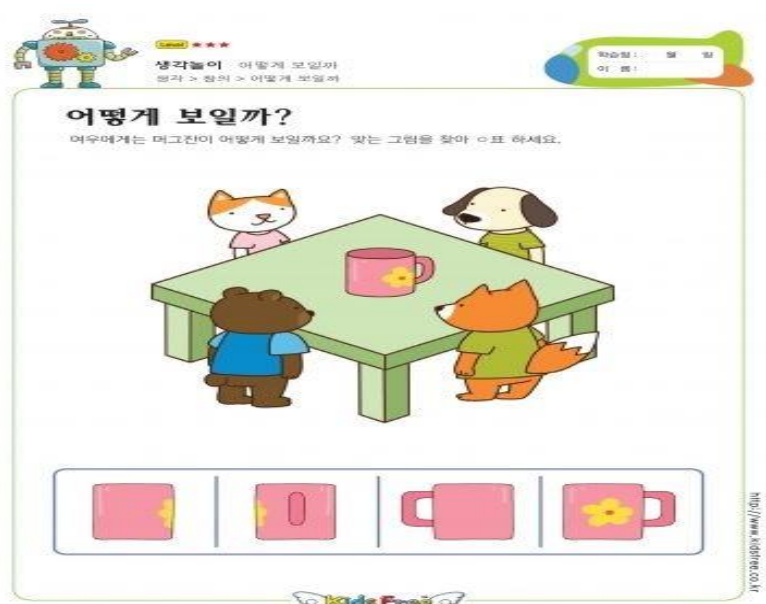 Level ★★★
생각놀이 어떻게 보일까
원과 > 창의 > 어떻게 보일까
학습일 : 월 일
이 름 :
어떻게 보일까?
여우에게는 머그잔이 어떻게 보일까요? 맞는 그림을 찾아 ○표 하세요.
http://www.kidsfree.co.kr
Kids Free